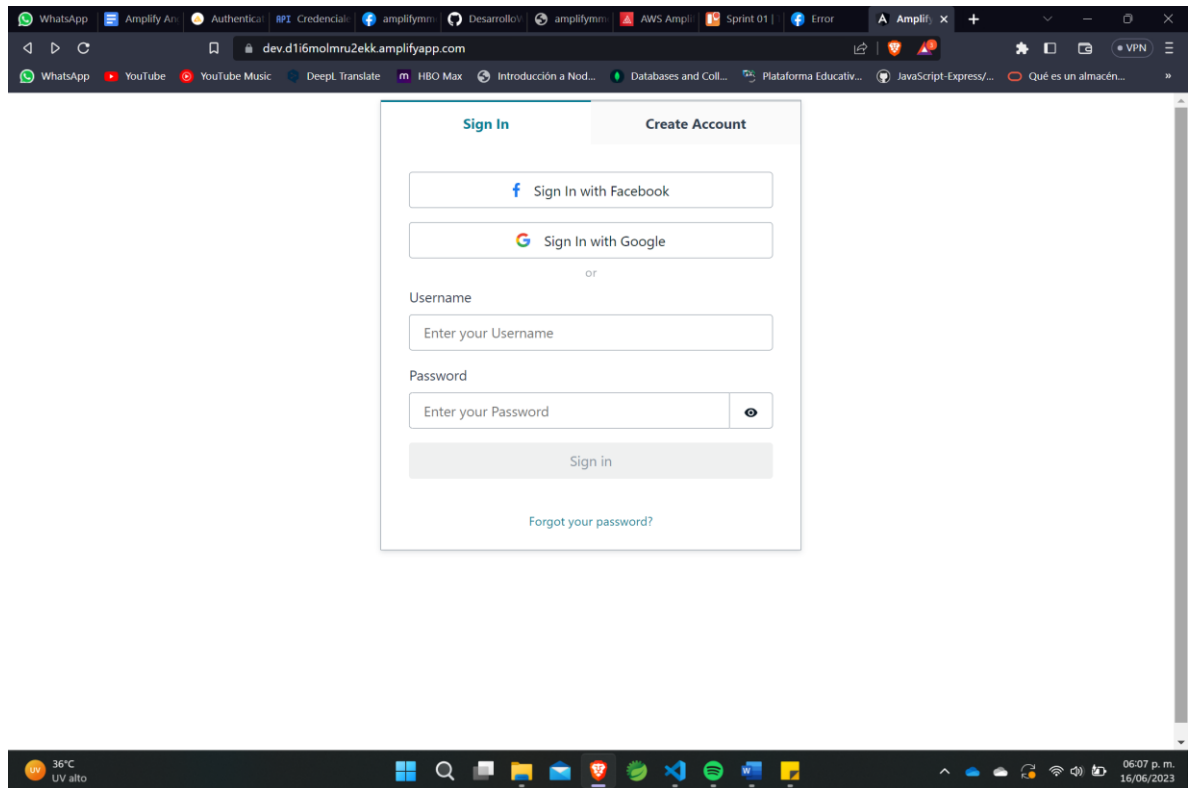 WhatsApp Amplify An Authenticat API Credenciale amplifymm DesarrolloV amplifymm AWS Ampli Sprint 01 | Error Amplify
dev.d1i6molmru2ekk.amplifyapp.com VPN
WhatsApp YouTube YouTube Music DeepL Translate m HBO Max Introducción a Nod... Databases and Coll... Plataforma Educativ... JavaScript-Express/... Qué es un almacén... »
Sign In Create Account
Sign In with Facebook
Sign In with Google
or
Username
Enter your Username
Password
Enter your Password
Sign in
Forgot your password?
UV 36°C 06:07 p. m.
UV alto 16/06/2023